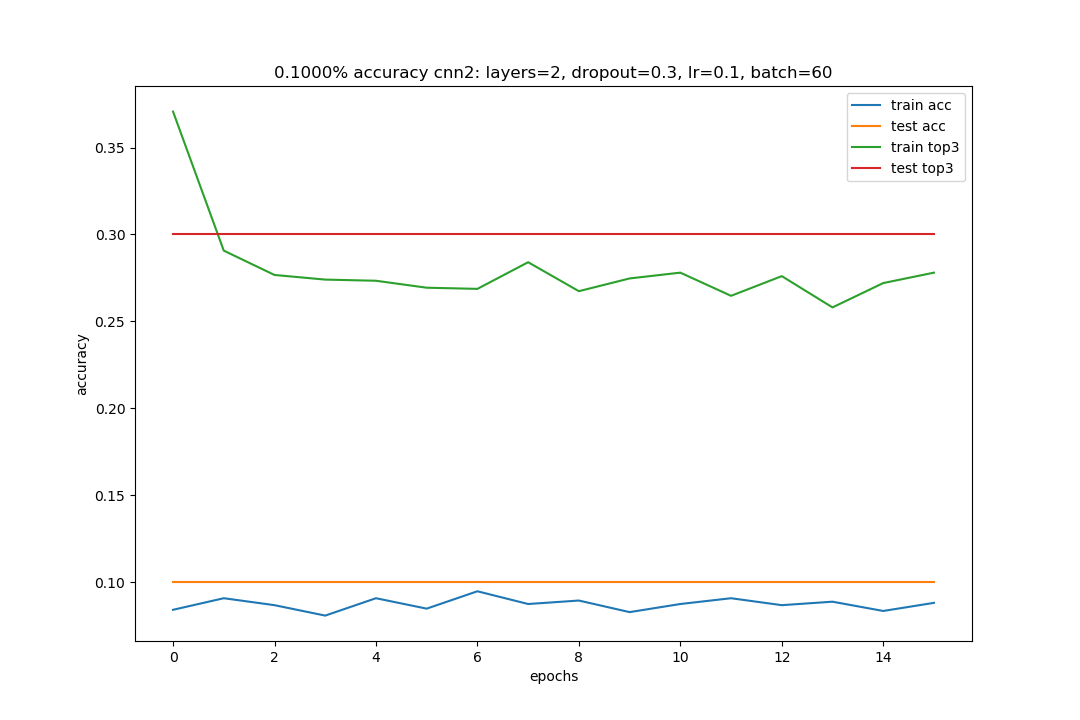 0.1000% accuracy cnn2: layers=2, dropout=0.3, lr=0.1, batch=60
train acc
test acc
train top3
test top3
0.35
0.30
0.25
0.20
0.15
0.10
accuracy
0 2 4 6 8 10 12 14
epochs